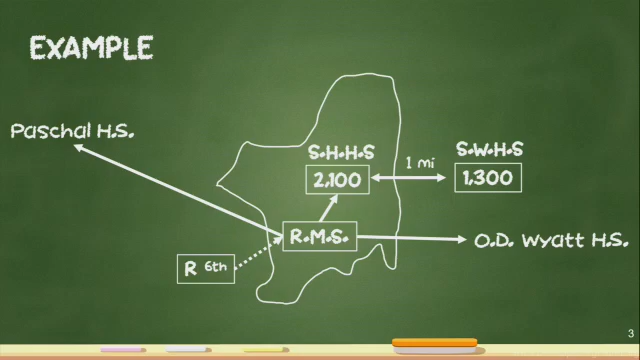 EXAMPLE
Paschal H.S.
S.H.H.S
2,100
1 mi
S.W.H.S
1,300
R.M.S.
O.D. Wyatt H.S.
R 6th
3